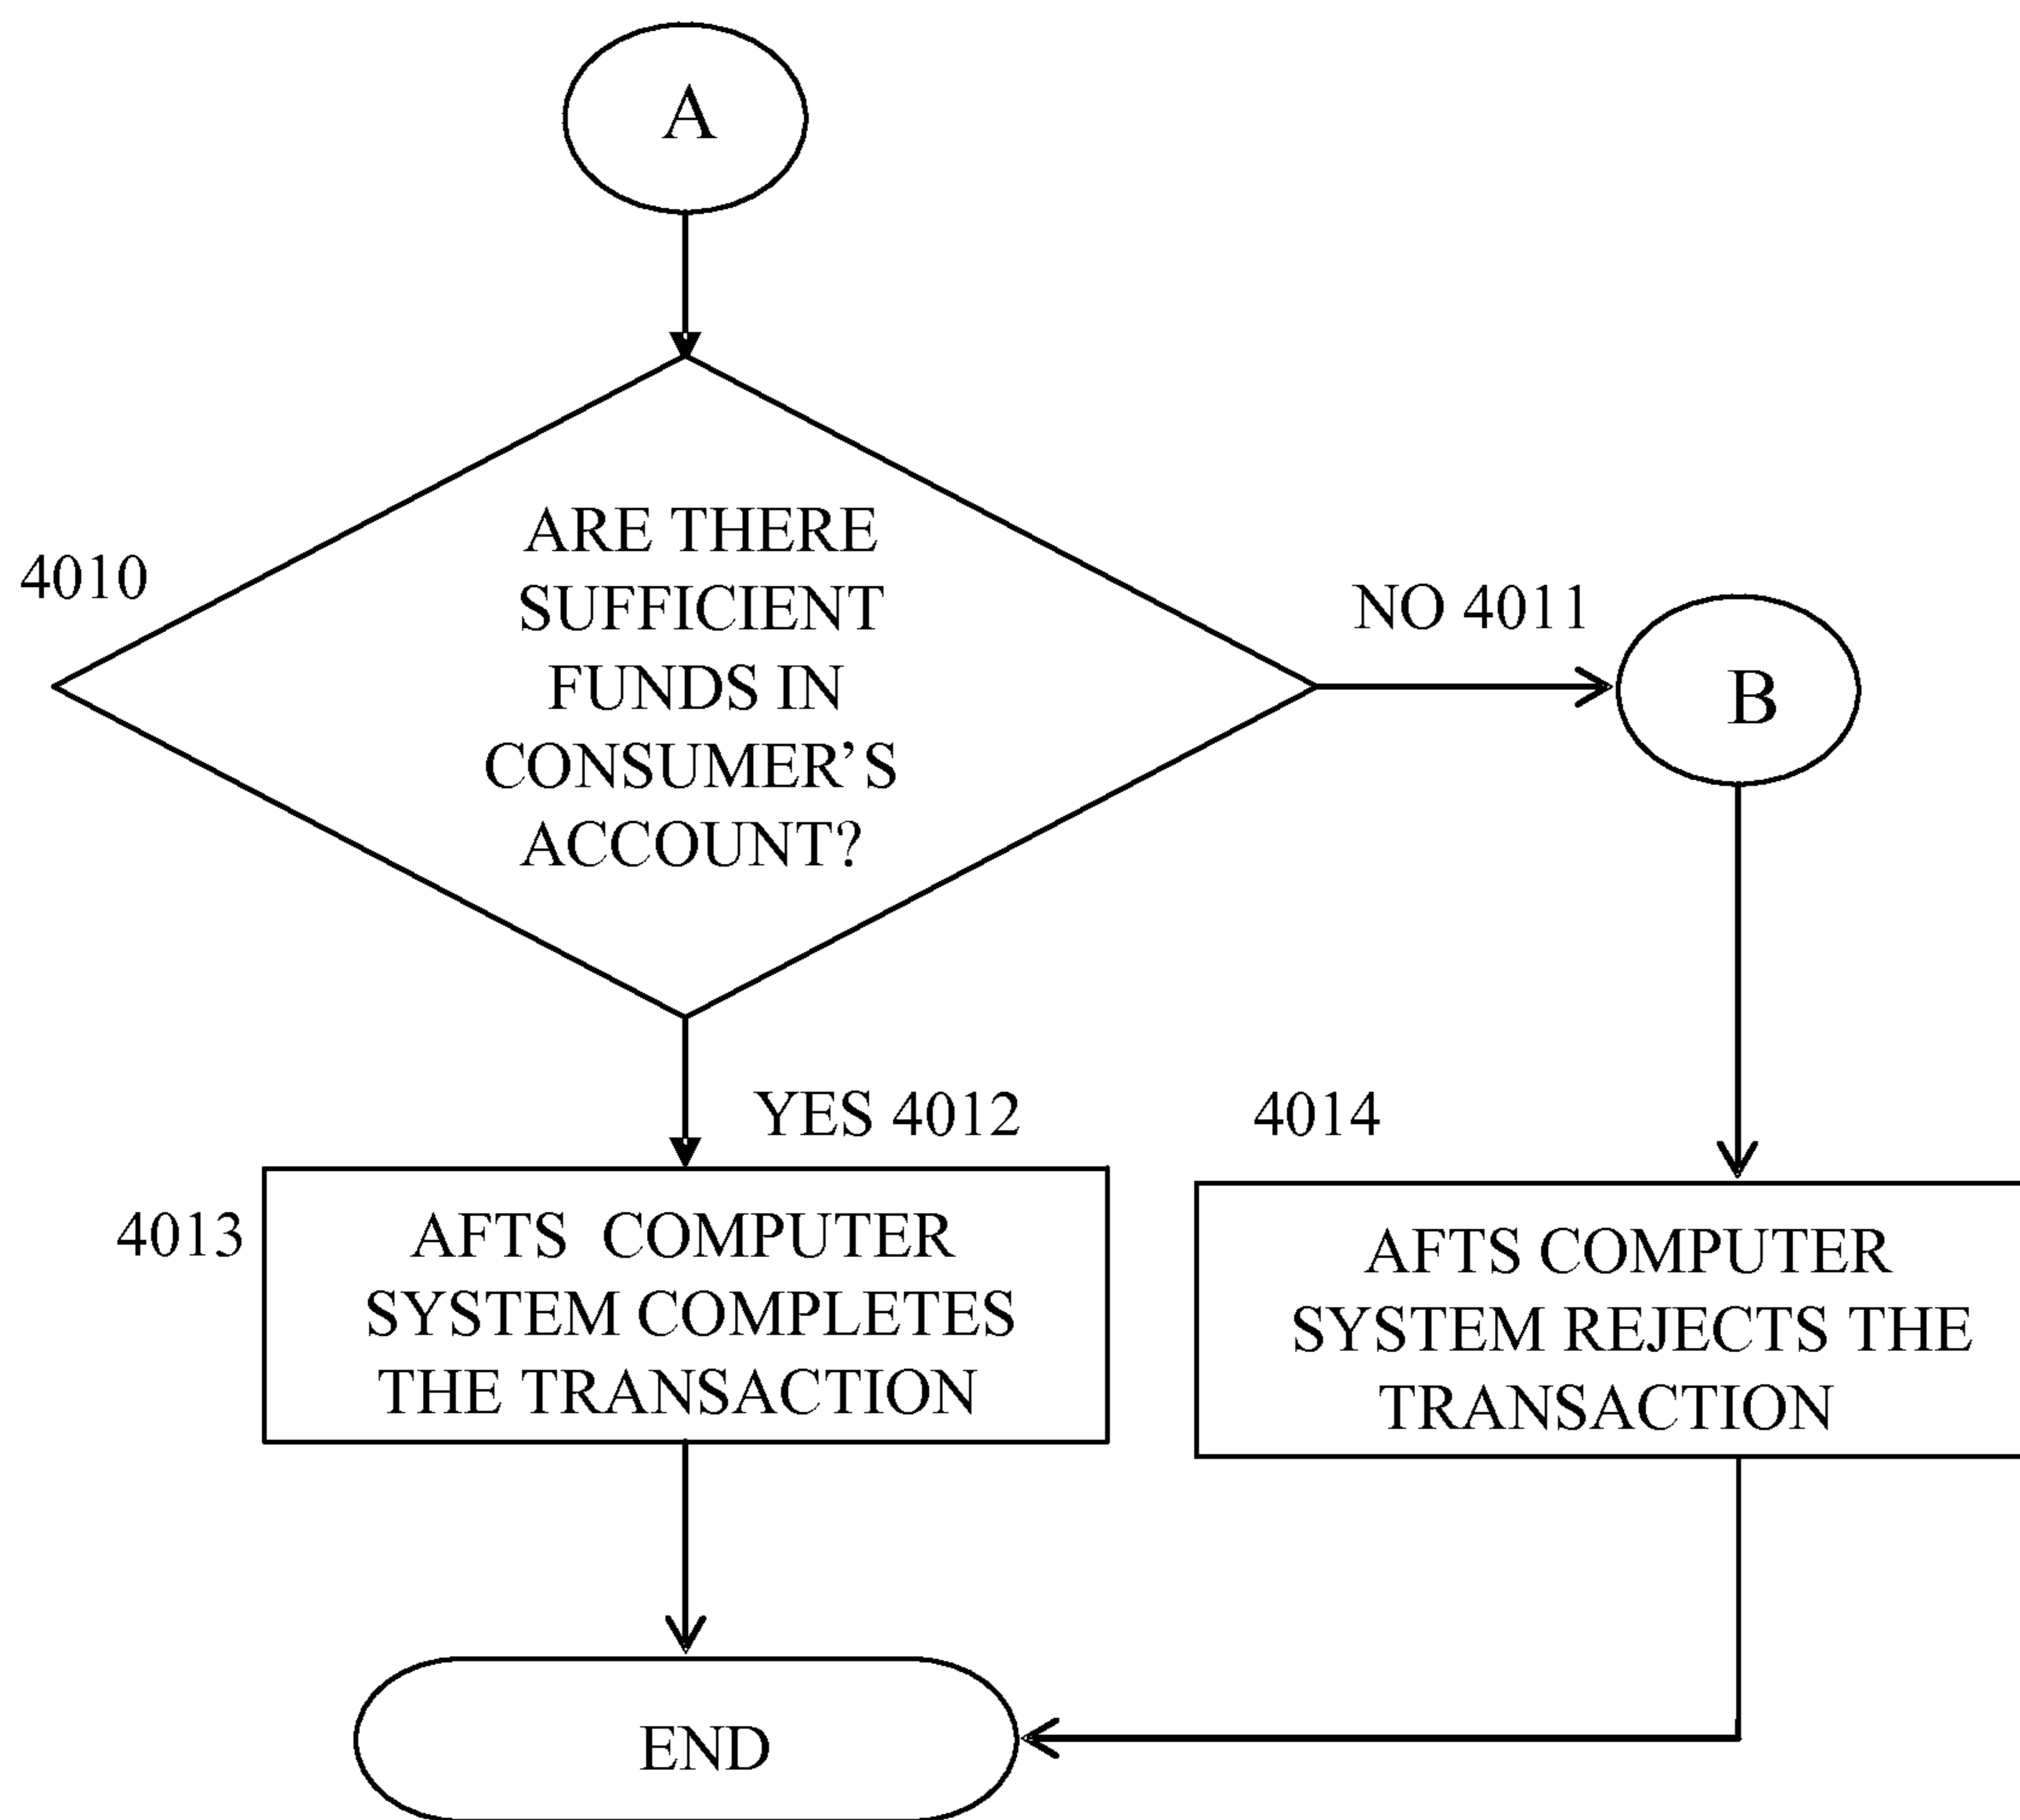 A
4010
ARE THERE
SUFFICIENT
FUNDS IN
CONSUMER’S
ACCOUNT?
NO 4011
B
YES 4012
4014
4013
AFTS COMPUTER
SYSTEM COMPLETES
THE TRANSACTION
AFTS COMPUTER
SYSTEM REJECTS THE
TRANSACTION
END